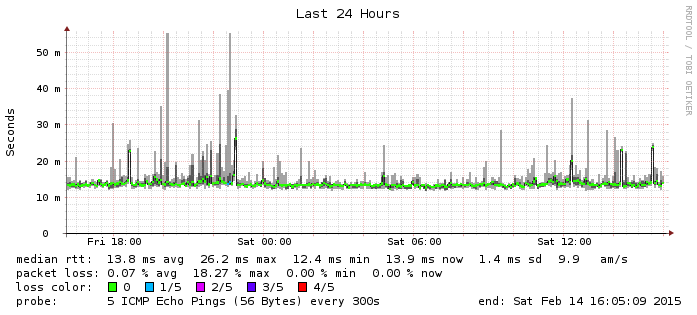 Last 24 Hours
RRDTOOL / TOBI OETIKER
Seconds
50 m
40 m
30 m
20 m
10 m
0
Fri 18:00 Sat 00:00 Sat 06:00 Sat 12:00
median rtt: 13.8 ms avg 26.2 ms max 12.4 ms min 13.9 ms now 1.4 ms sd 9.9 am/s
packet loss: 0.07 % avg 18.27 % max 0.00 % min 0.00 % now
loss color: 0 1/5 2/5 3/5 4/5
probe: 5 ICMP Echo Pings (56 Bytes) every 300s end: Sat Feb 14 16:05:09 2015